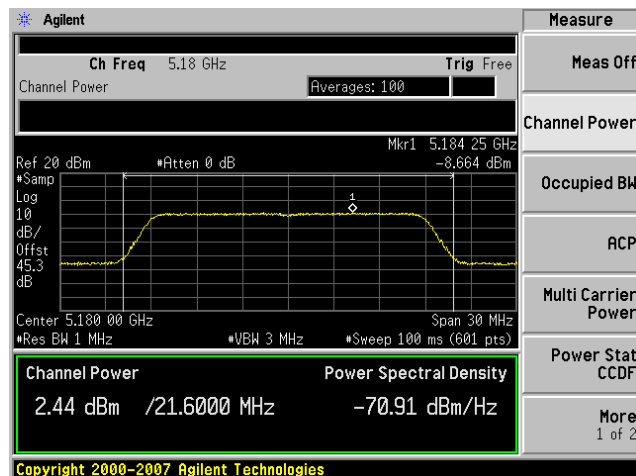 Agilent
Measure
Ch Freq 5.18 GHz Trig Free
Meas Off
Channel Power Averages: 100
Channel Power
Mkr1 5.184 25 GHz
Ref 20 dBm #Atten 0 dB -8.664 dBm
#Samp
Log
10
dB/
Offst
45.3
dB
1
Occupied BW
ACP
Multi Carrier
Power
Center 5.180 00 GHz Span 30 MHz
#Res BW 1 MHz #VBW 3 MHz #Sweep 100 ms (601 pts)
Power Stat
CCDF
Channel Power Power Spectral Density
2.44 dBm /21.6000 MHz -70.91 dBm/Hz
More
1 of 2
Copyright 2000-2007 Agilent Technologies